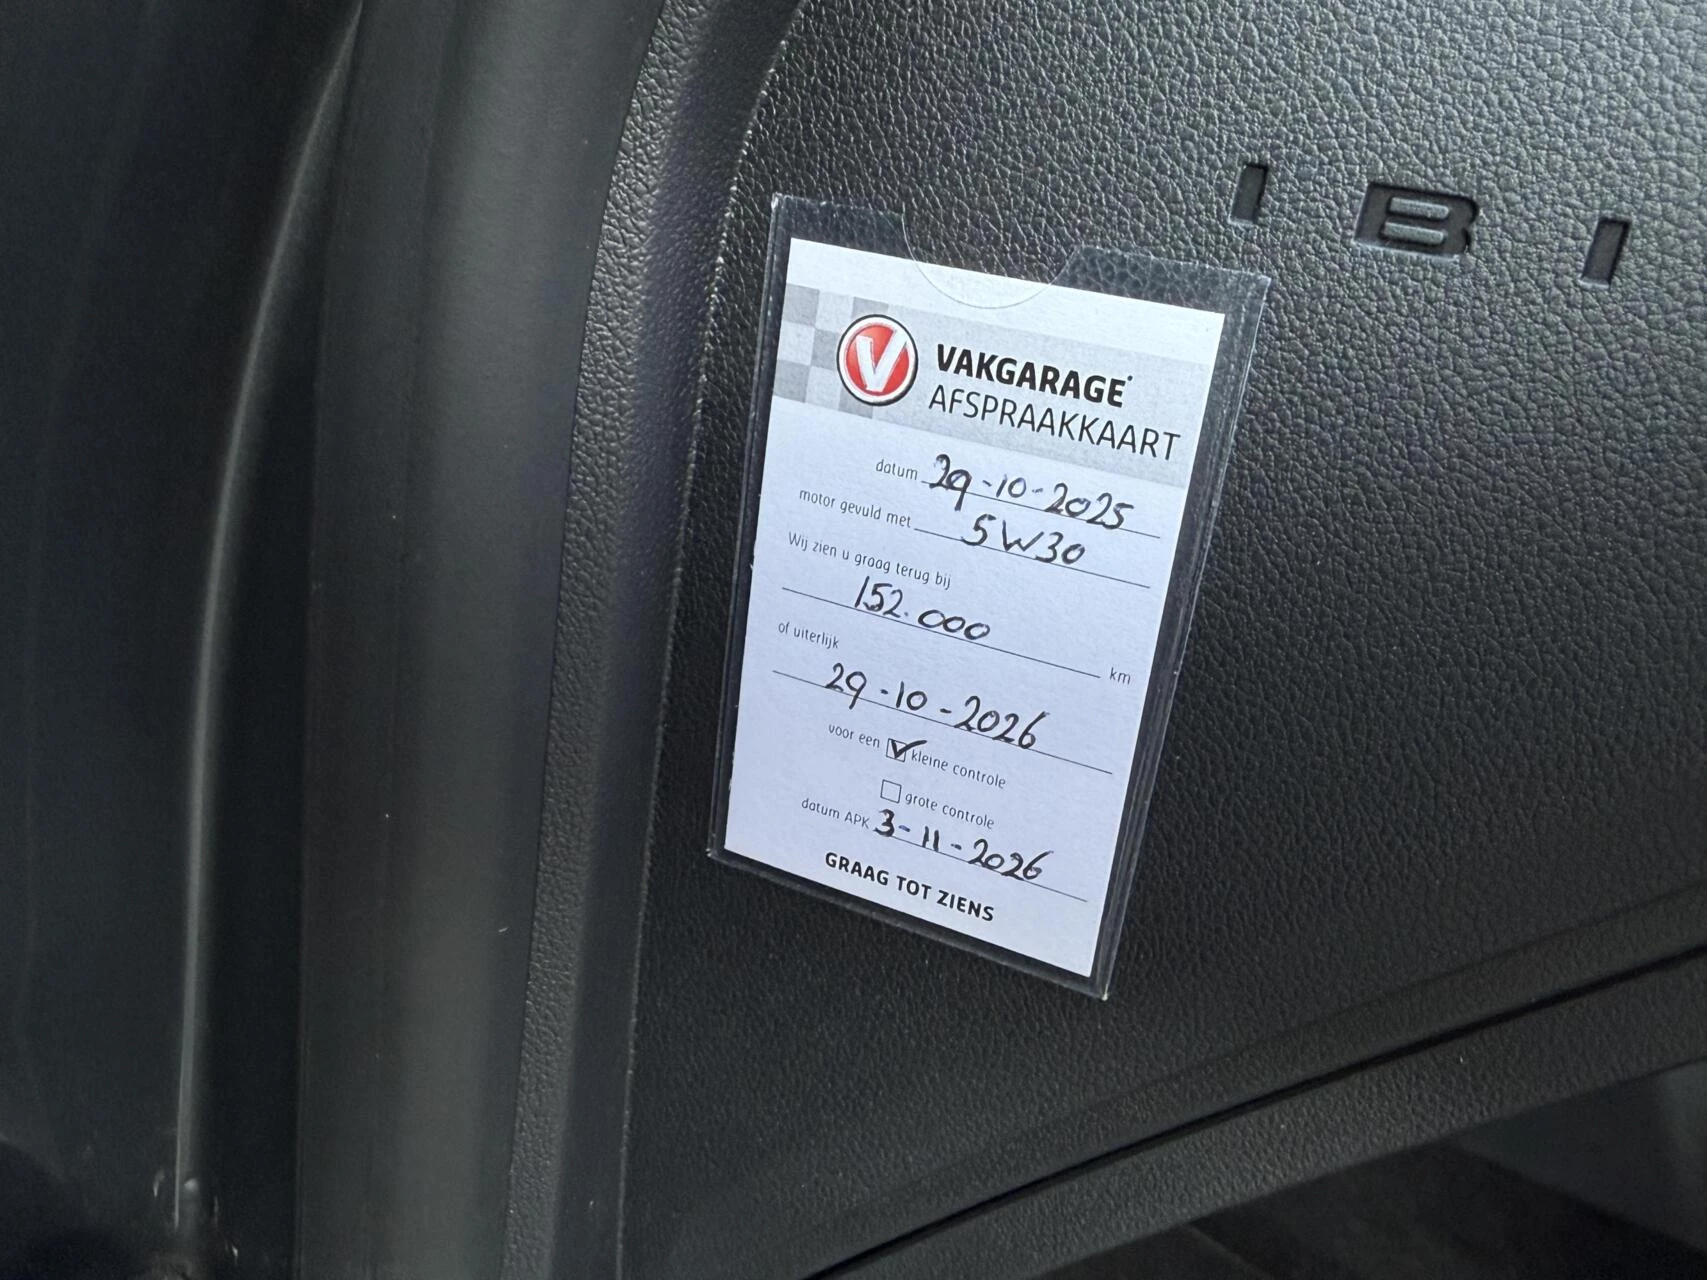 IBI
V VAKGARAGE
AFSPRAAKKAART
datum 29-10-2025
motor gevuld met 5W30
Wij zien u graag terug bij
152.000 km
of uiterlijk
29-10-2026
voor een kleine controle
grote controle
datum APK 3-11-2026
GRAAG TOT ZIENS